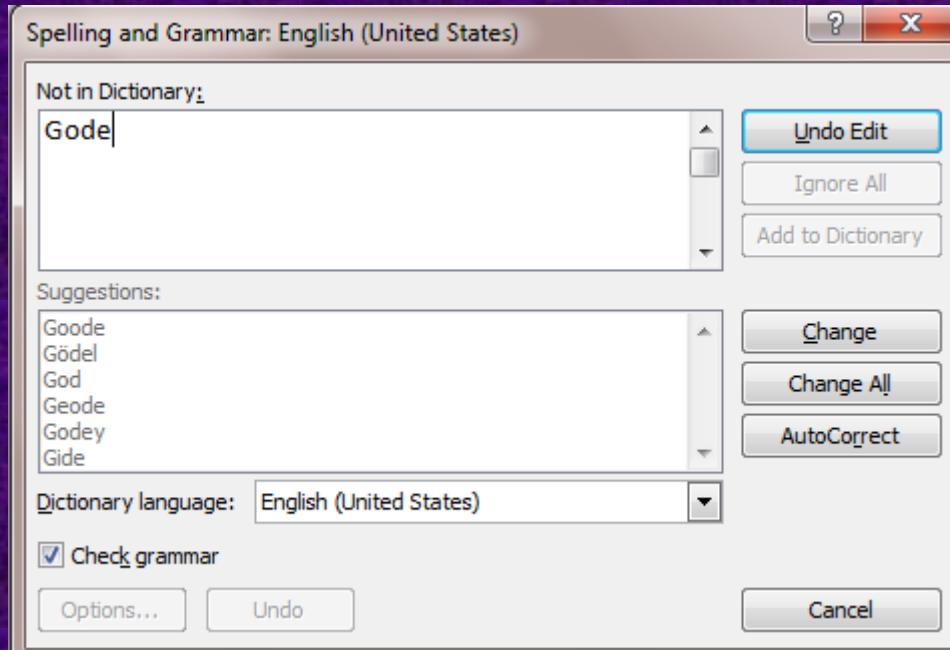 Spelling and Grammar: English (United States)
Not in Dictionary:
Gode
Undo Edit
Ignore All
Add to Dictionary
Suggestions:
Goode
Gödel
God
Geode
Godey
Gide
Change
Change All
AutoCorrect
Dictionary language: English (United States)
Check grammar
Options... Undo Cancel